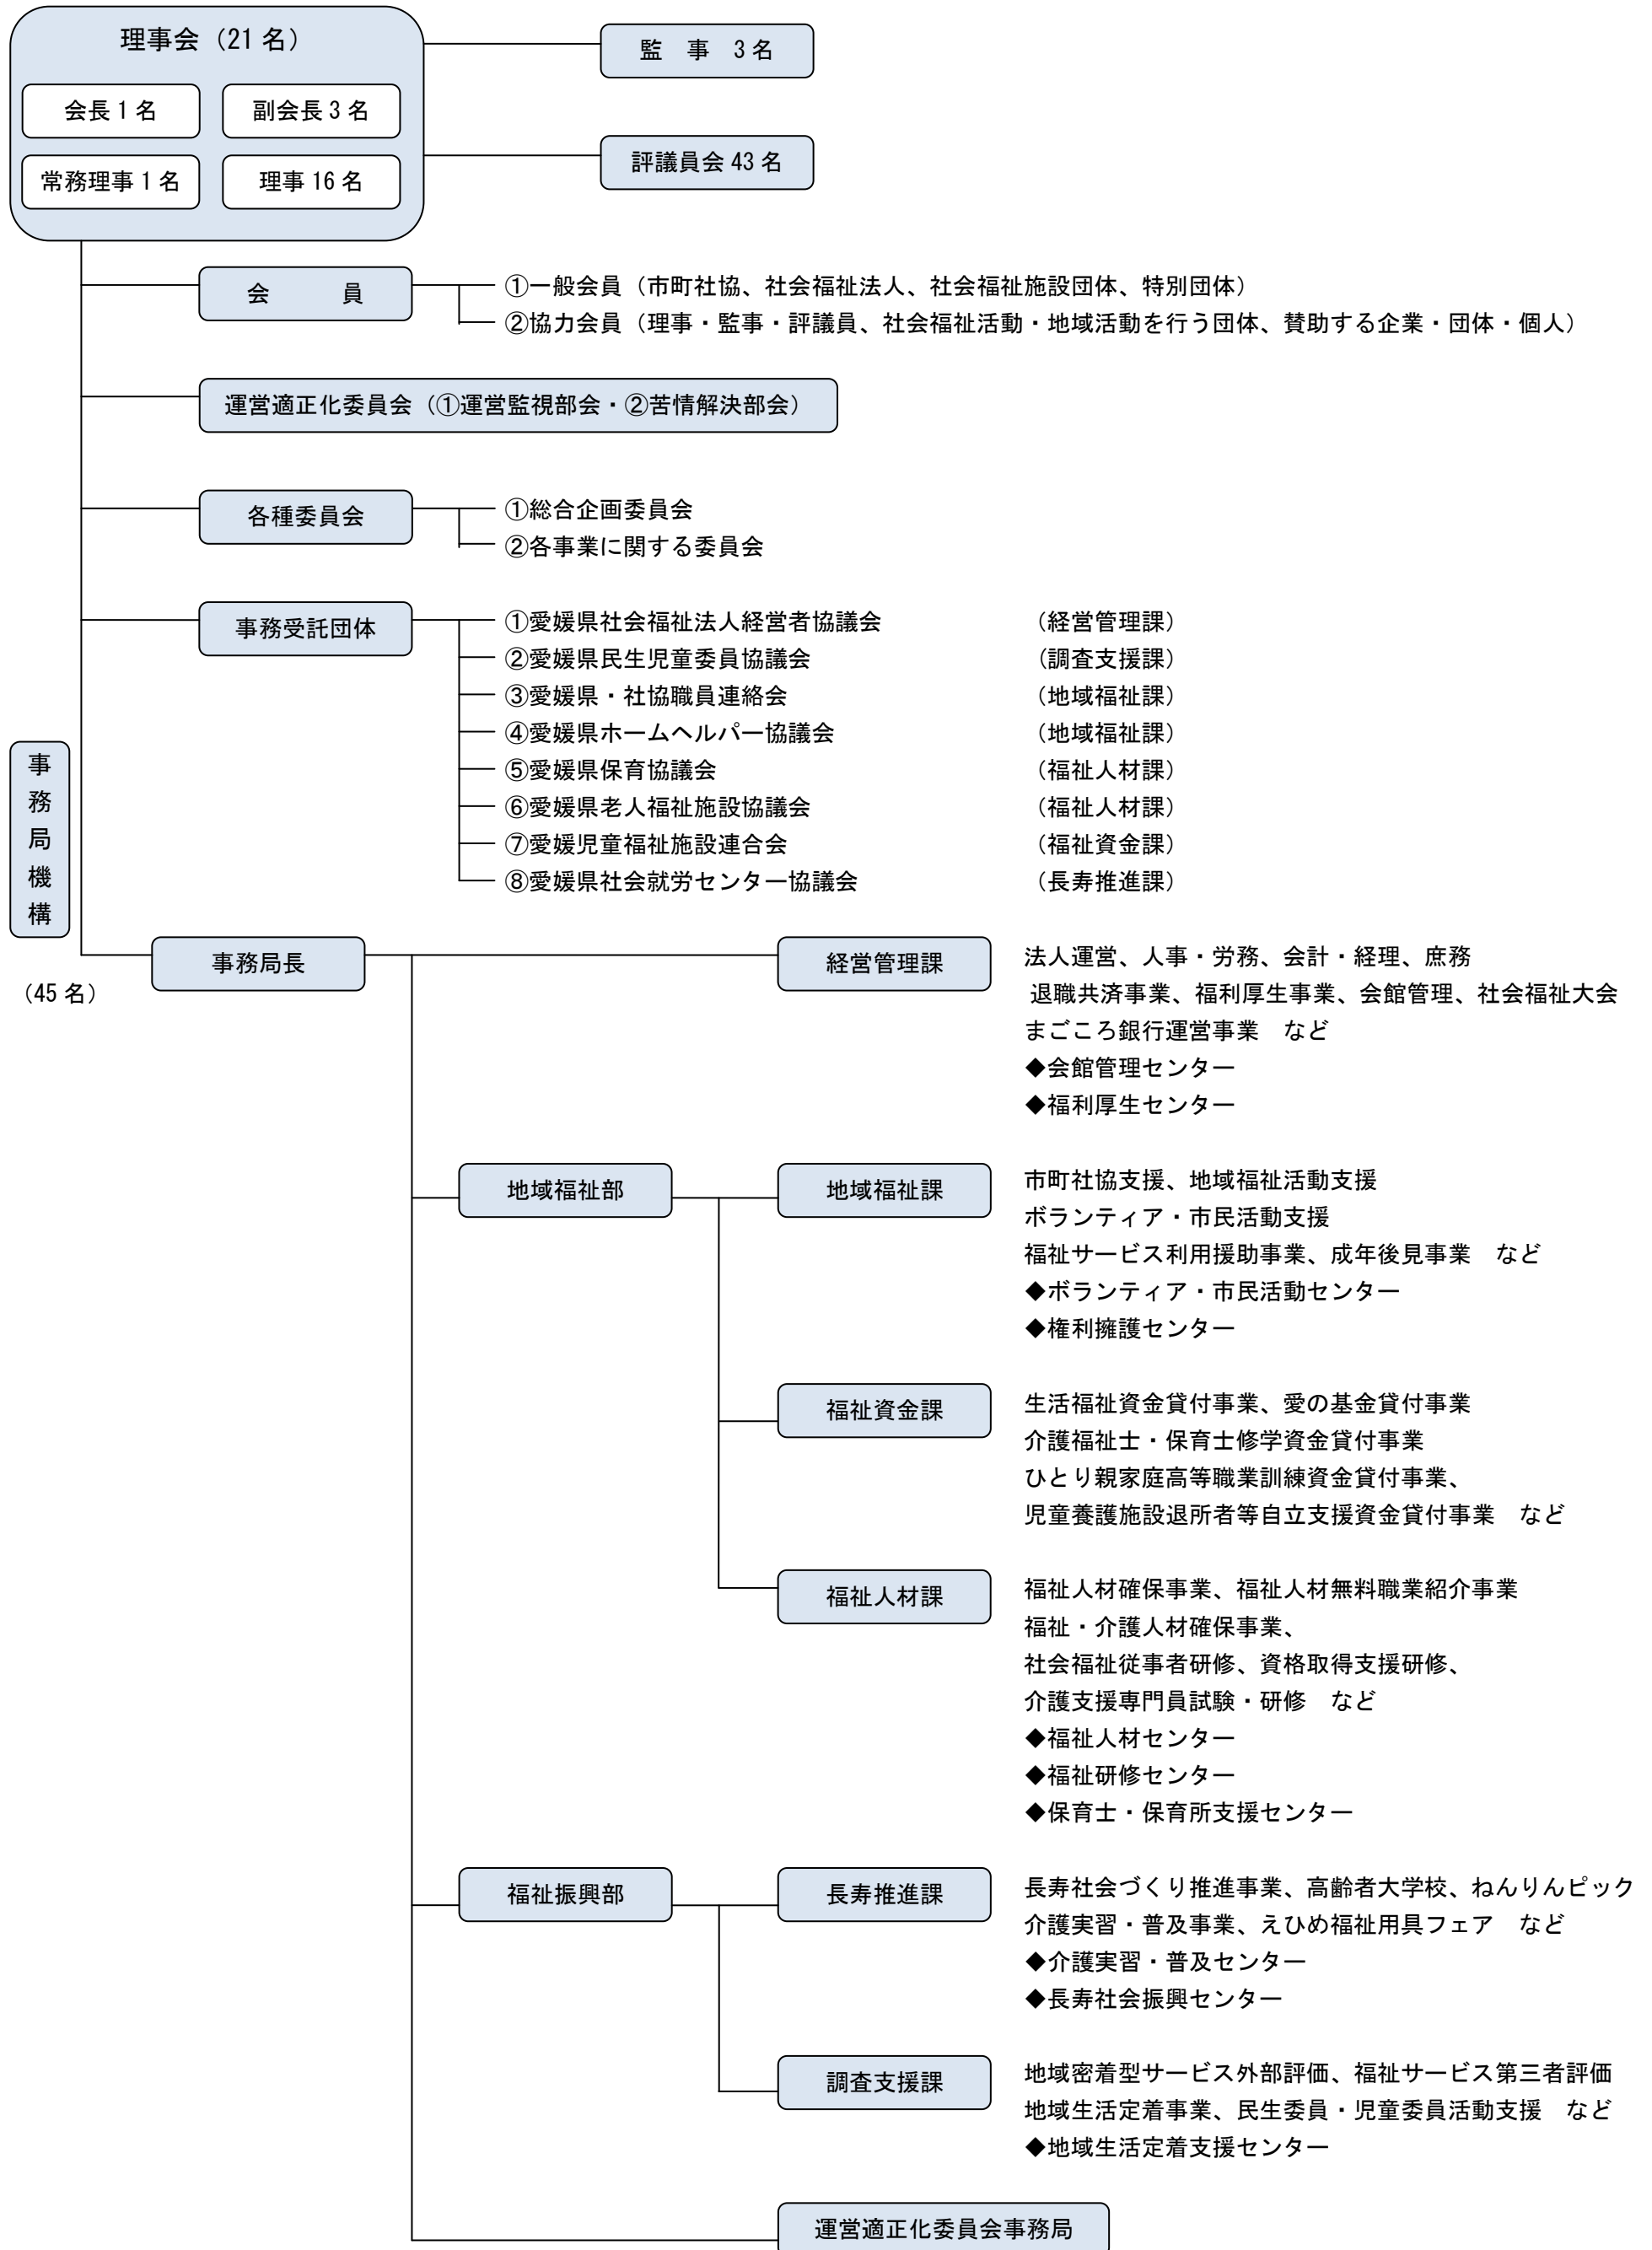 理事会（21 名）
会長 1 名
副会長 3 名
常務理事 1 名
理事 16 名
監　事　3 名
評議員会 43 名
会　　　員
①一般会員（市町社協、社会福祉法人、社会福祉施設団体、特別団体）
②協力会員（理事・監事・評議員、社会福祉活動・地域活動を行う団体、賛助する企業・団体・個人）
運営適正化委員会（①運営監視部会・②苦情解決部会）
各種委員会
①総合企画委員会
②各事業に関する委員会
事務受託団体
①愛媛県社会福祉法人経営者協議会　（経営管理課）
②愛媛県民生児童委員協議会　（調査支援課）
③愛媛県・社協職員連絡会　（地域福祉課）
④愛媛県ホームヘルパー協議会　（地域福祉課）
⑤愛媛県保育協議会　（福祉人材課）
⑥愛媛県老人福祉施設協議会　（福祉人材課）
⑦愛媛児童福祉施設連合会　（福祉資金課）
⑧愛媛県社会就労センター協議会　（長寿推進課）
事務局機構
（45 名）
事務局長
経営管理課
法人運営、人事・労務、会計・経理、庶務
退職共済事業、福利厚生事業、会館管理、社会福祉大会
まごころ銀行運営事業　など
◆会館管理センター
◆福利厚生センター
地域福祉部
地域福祉課
市町社協支援、地域福祉活動支援
ボランティア・市民活動支援
福祉サービス利用援助事業、成年後見事業　など
◆ボランティア・市民活動センター
◆権利擁護センター
福祉資金課
生活福祉資金貸付事業、愛の基金貸付事業
介護福祉士・保育士修学資金貸付事業
ひとり親家庭高等職業訓練資金貸付事業、
児童養護施設退所者等自立支援資金貸付事業　など
福祉人材課
福祉人材確保事業、福祉人材無料職業紹介事業
福祉・介護人材確保事業、
社会福祉従事者研修、資格取得支援研修、
介護支援専門員試験・研修　など
◆福祉人材センター
◆福祉研修センター
◆保育士・保育所支援センター
福祉振興部
長寿推進課
長寿社会づくり推進事業、高齢者大学校、ねんりんピック
介護実習・普及事業、えひめ福祉用具フェア　など
◆介護実習・普及センター
◆長寿社会振興センター
調査支援課
地域密着型サービス外部評価、福祉サービス第三者評価
地域生活定着事業、民生委員・児童委員活動支援　など
◆地域生活定着支援センター
運営適正化委員会事務局